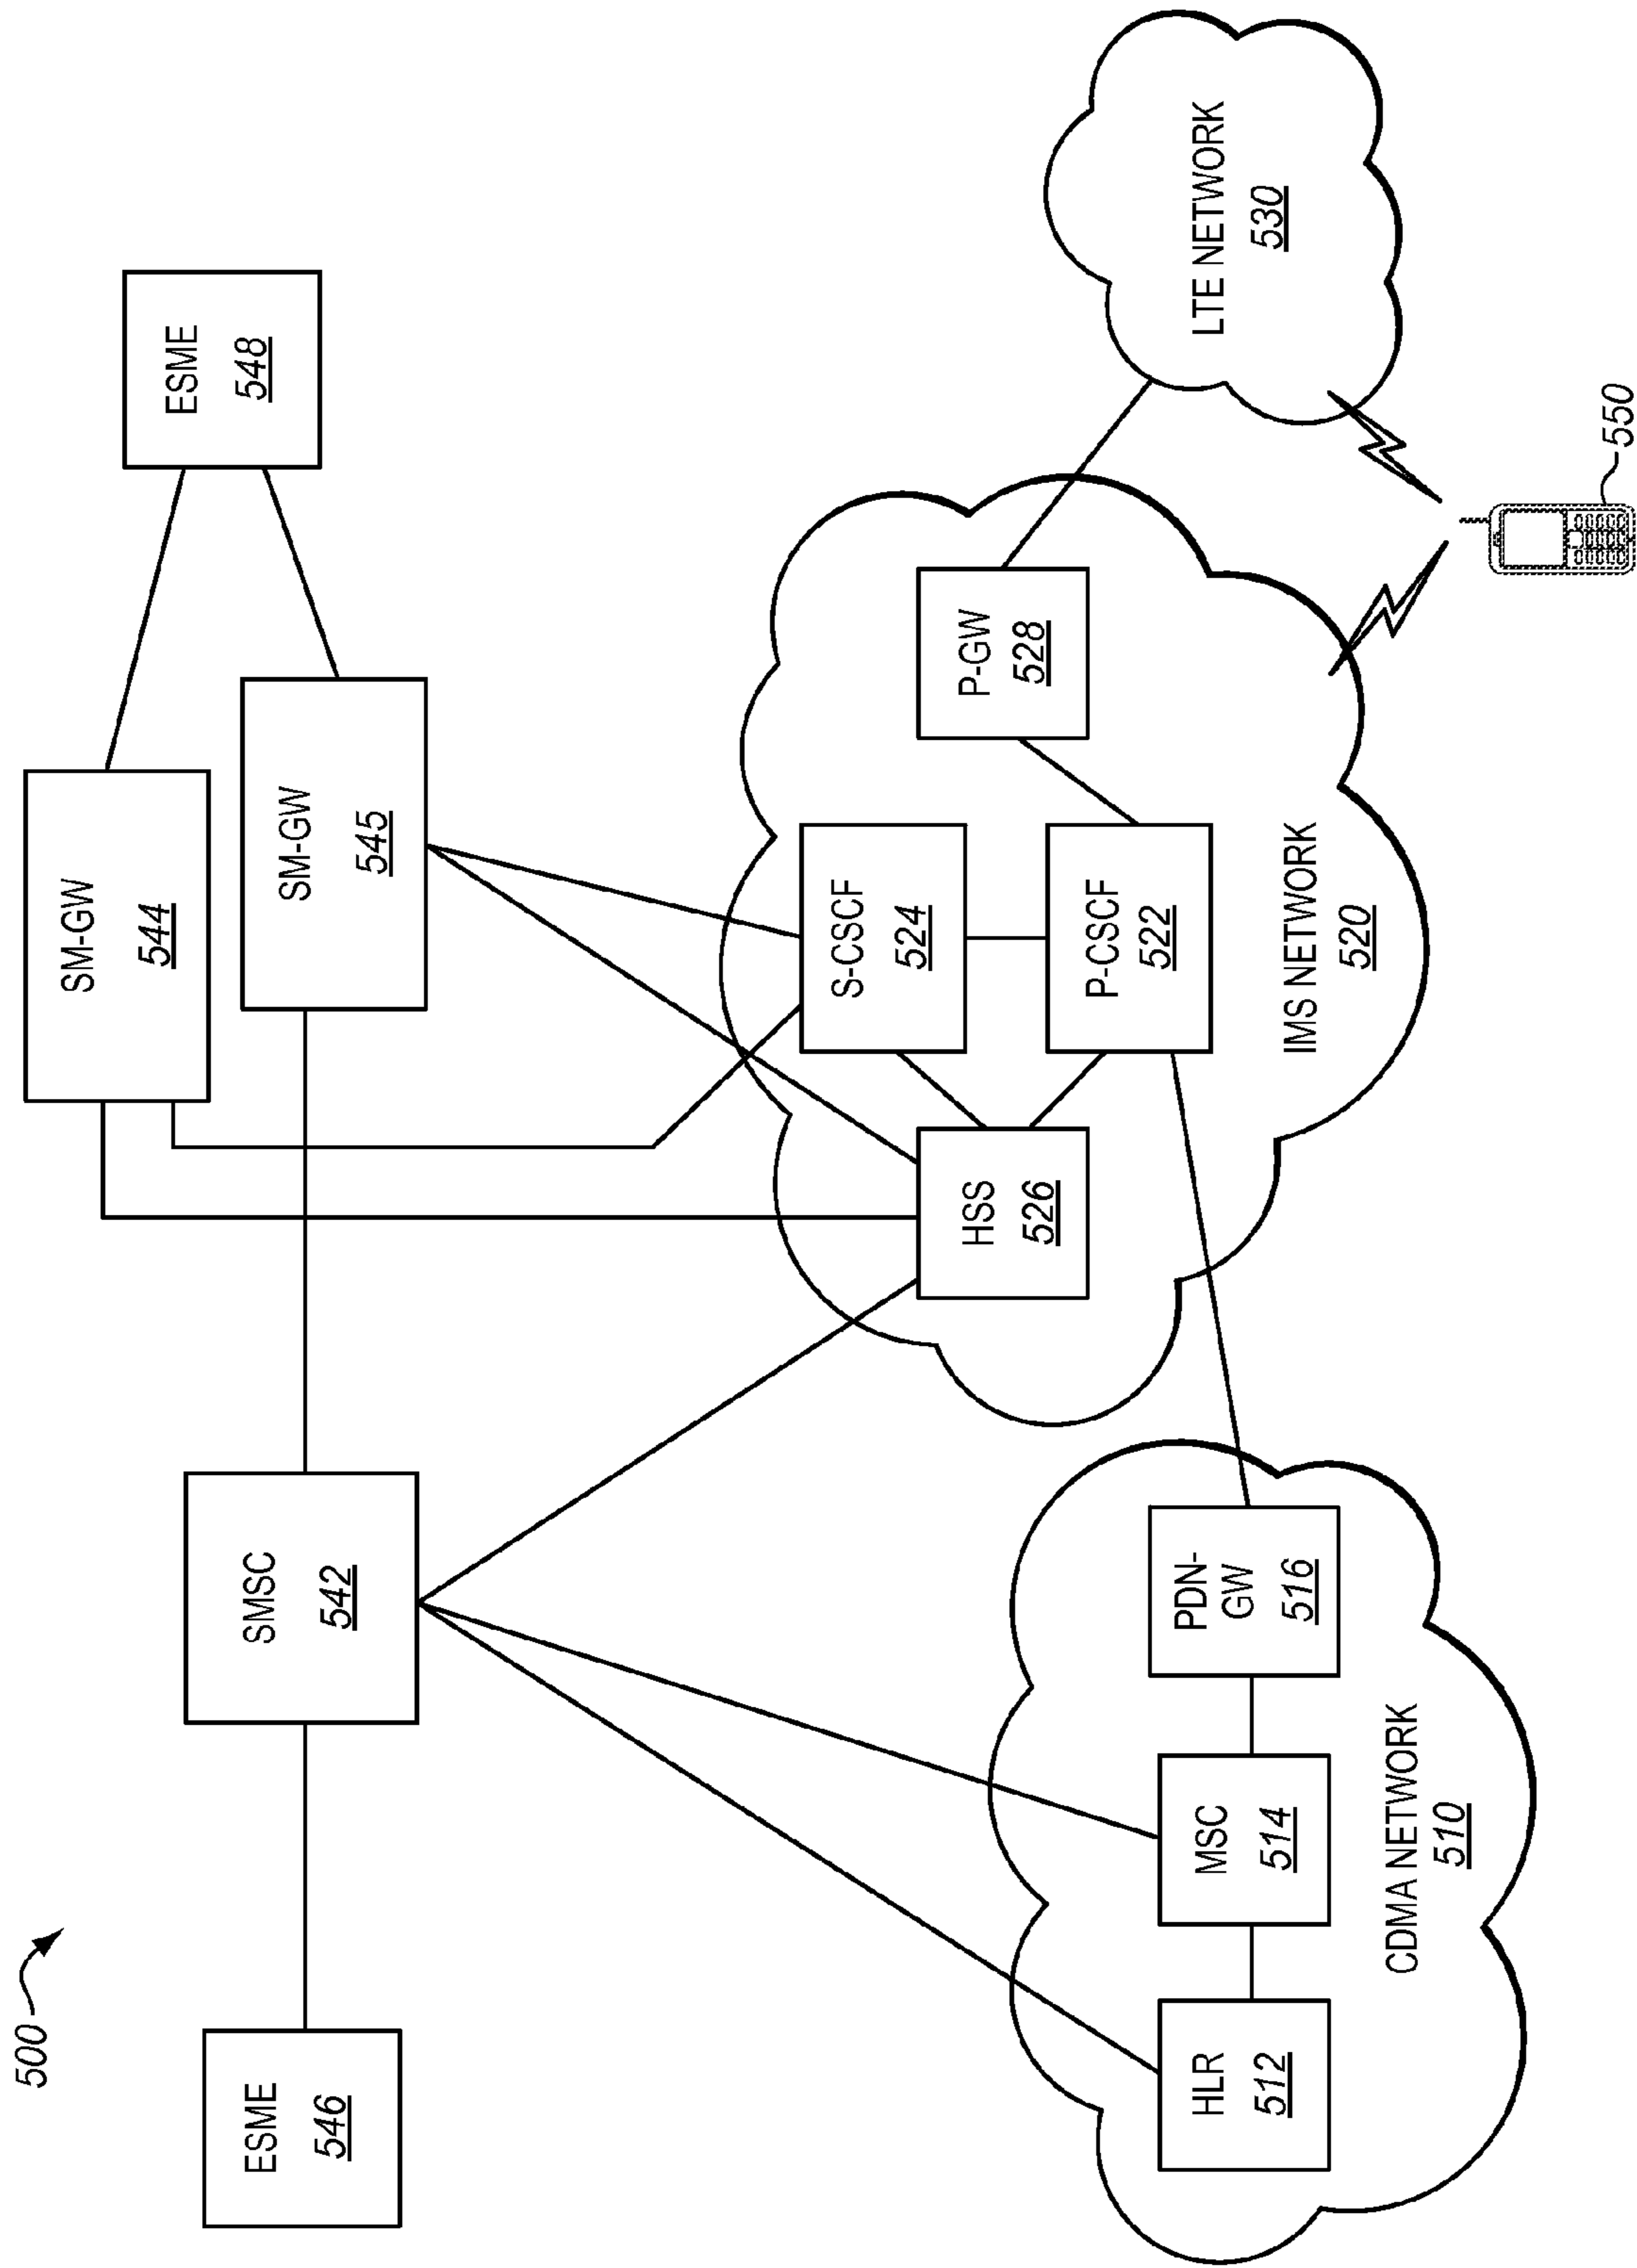 500
ESME
546
SMSC
542
SM-GW
544
SM-GW
545
ESME
548
HSS
526
S-CSCF
524
P-CSCF
522
P-GW
528
IMS NETWORK
520
LTE NETWORK
530
HLR
512
MSC
514
PDN-
GW
516
CDMA NETWORK
510
550